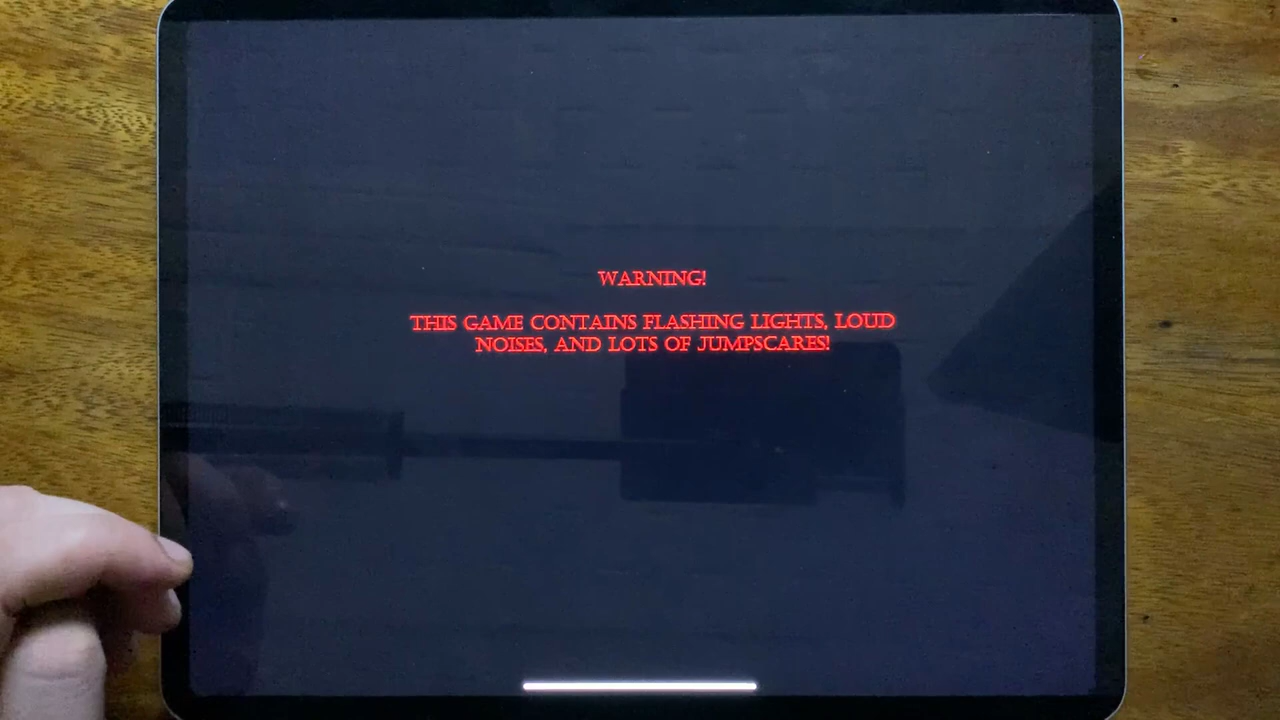 WARNING!
THIS GAME CONTAINS FLASHING LIGHTS, LOUD
NOISES, AND LOTS OF JUMPSCARES!